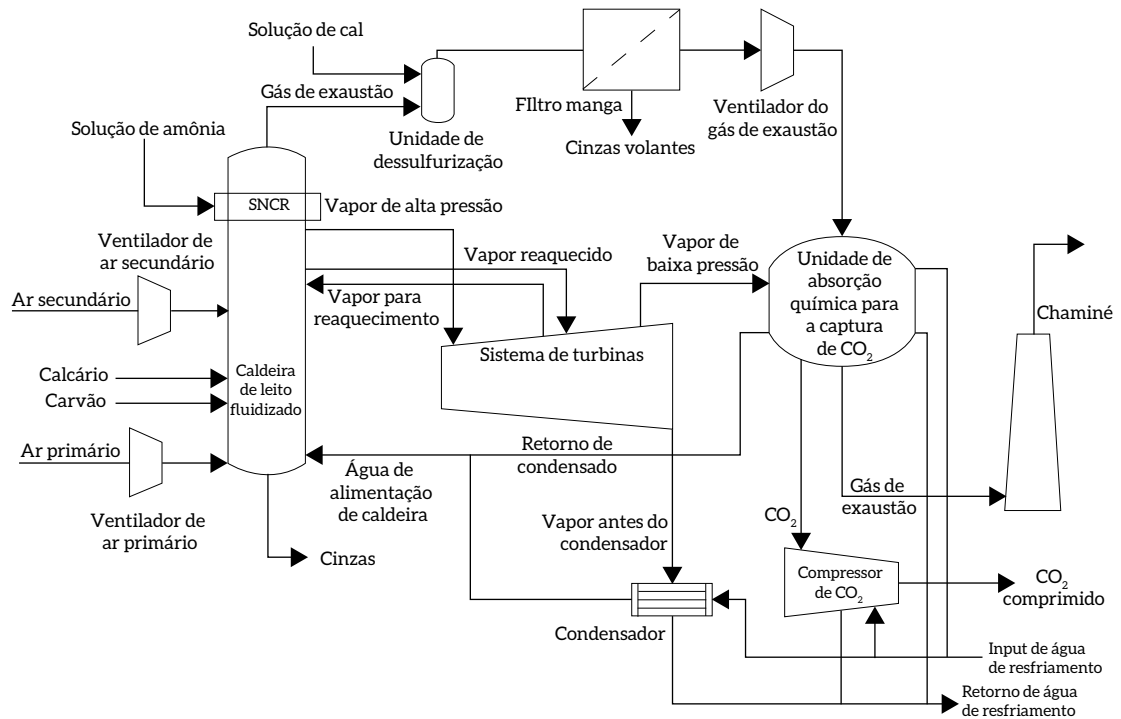 Solução de cal
Gás de exaustão
Unidade de
dessulfurização
FIltro manga
Cinzas volantes
Ventilador do
gás de exaustão
Solução de amônia
SNCR
Vapor de alta pressão
Ventilador de
ar secundário
Ar secundário
Vapor reaquecido
Vapor para
reaquecimento
Vapor de
baixa pressão
Unidade de
absorção
química para
a captura
de CO₂
Chaminé
Sistema de turbinas
Calcário
Carvão
Caldeira
de leito
fluidizado
Ar primário
Ventilador de
ar primário
Água de
alimentação
de caldeira
Retorno de
condensado
Vapor antes do
condensador
Cinzas
CO₂
Gás de
exaustão
Compressor
de CO₂
CO₂
comprimido
Condensador
Input de água
de resfriamento
Retorno de água
de resfriamento